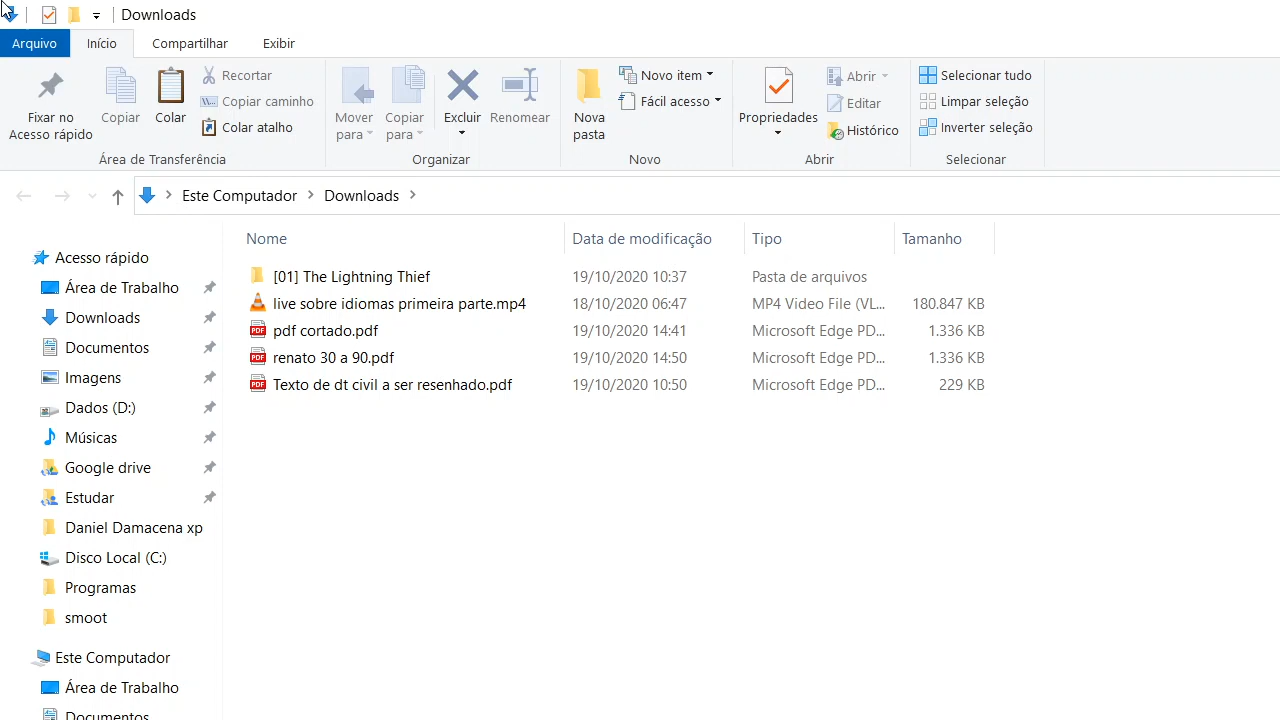 Downloads
Arquivo Início Compartilhar Exibir
Fixar no Acesso rápido
Copiar
Colar
Recortar
Copiar caminho
Colar atalho
Área de Transferência
Mover para
Copiar para
Excluir
Renomear
Organizar
Nova pasta
Novo item
Fácil acesso
Novo
Propriedades
Abrir
Editar
Histórico
Abrir
Selecionar tudo
Limpar seleção
Inverter seleção
Selecionar
Este Computador > Downloads >
Nome Data de modificação Tipo Tamanho
[01] The Lightning Thief 19/10/2020 10:37 Pasta de arquivos
live sobre idiomas primeira parte.mp4 18/10/2020 06:47 MP4 Video File (VL... 180.847 KB
pdf cortado.pdf 19/10/2020 14:41 Microsoft Edge PD... 1.336 KB
renato 30 a 90.pdf 19/10/2020 14:50 Microsoft Edge PD... 1.336 KB
Texto de dt civil a ser resenhado.pdf 19/10/2020 10:50 Microsoft Edge PD... 229 KB
Acesso rápido
Área de Trabalho
Downloads
Documentos
Imagens
Dados (D:)
Músicas
Google drive
Estudar
Daniel Damacena xp
Disco Local (C:)
Programas
smoot
Este Computador
Área de Trabalho
Documentos